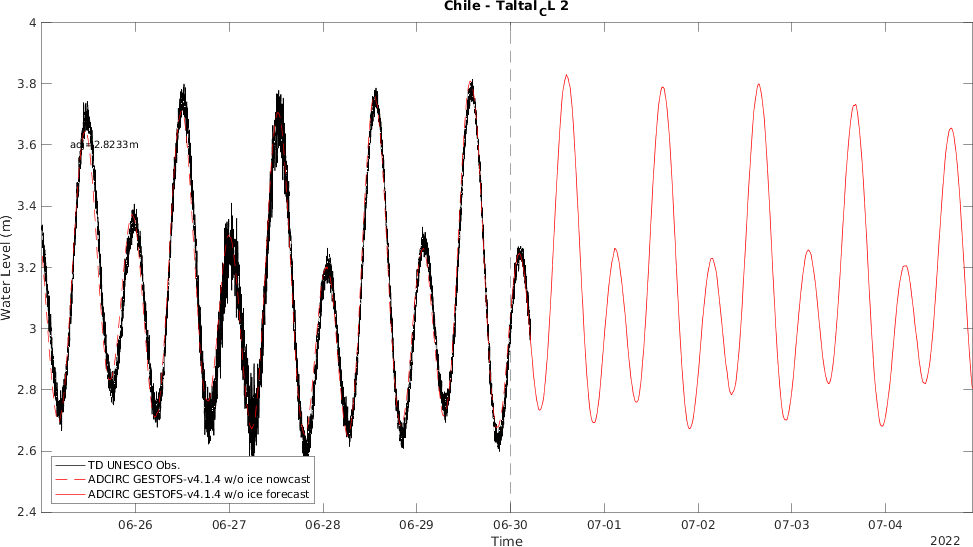 Chile - Taltal_CL 2
4
3.8
3.6
3.4
3.2
3
2.8
2.6
2.4
Water Level (m)
adj=2.8233m
TD UNESCO Obs.
ADCIRC GESTOFS-v4.1.4 w/o ice nowcast
ADCIRC GESTOFS-v4.1.4 w/o ice forecast
06-26
06-27
06-28
06-29
06-30
07-01
07-02
07-03
07-04
Time
2022